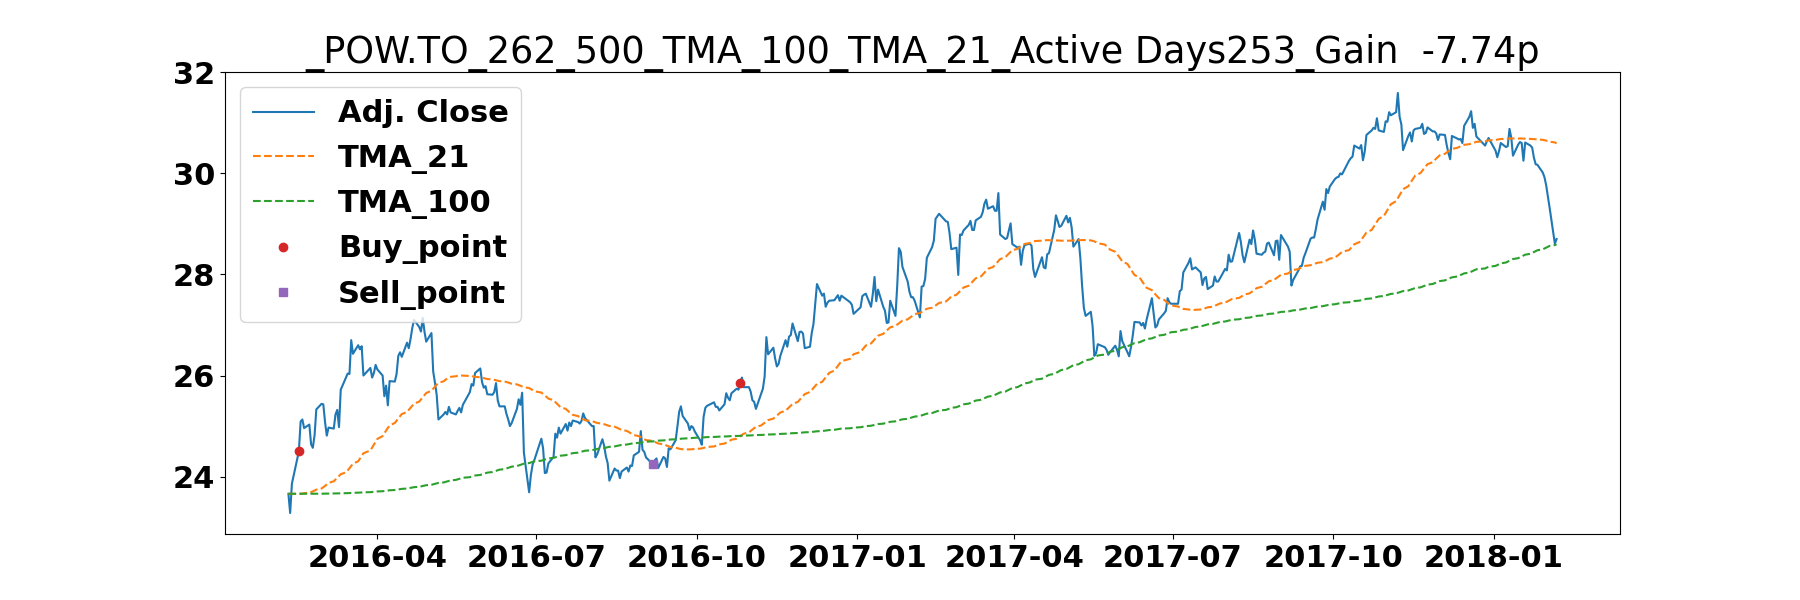 _POW.TO_262_500_TMA_100_TMA_21_Active Days253_Gain  -7.74p
32
30
28
26
24
Adj. Close
TMA_21
TMA_100
Buy_point
Sell_point
2016-04 2016-07 2016-10 2017-01 2017-04 2017-07 2017-10 2018-01